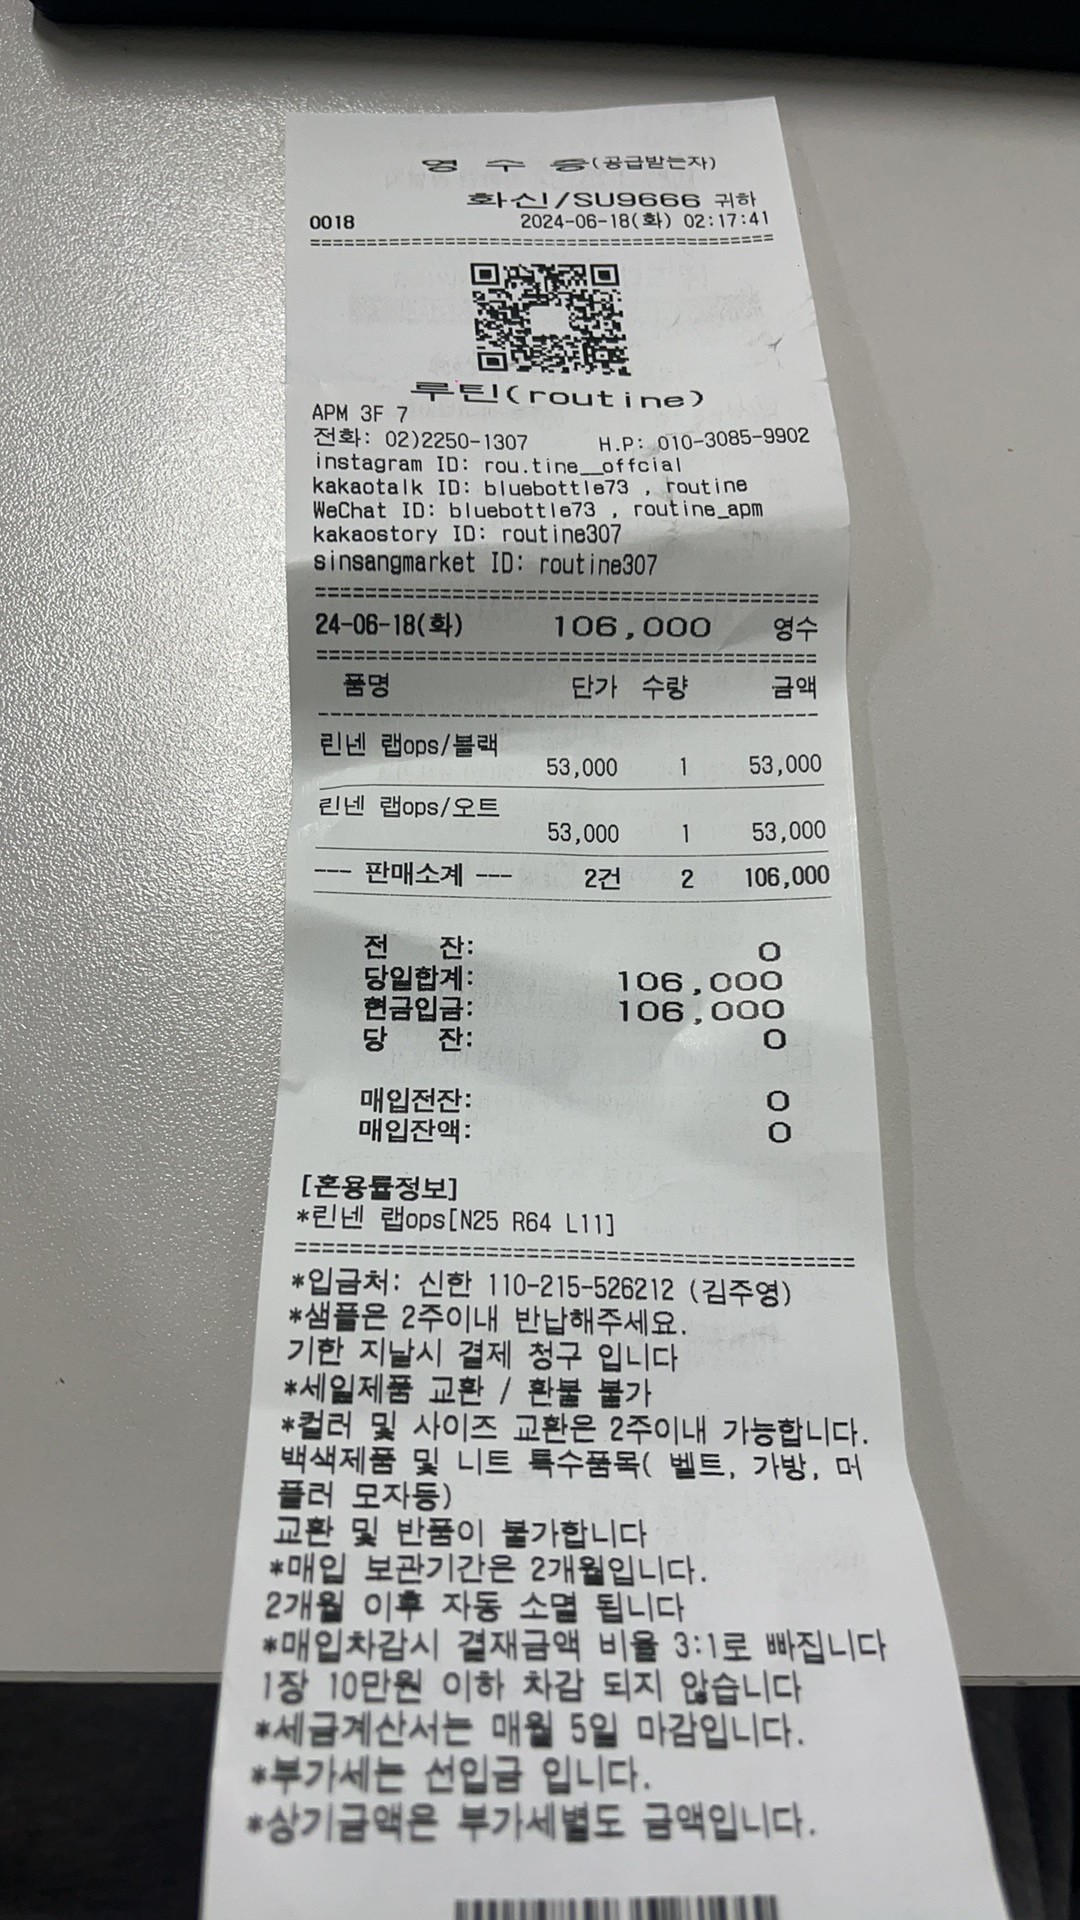 영 수 증(공급받는자)
화신/SU9666 귀하
0018 2024-06-18(화) 02:17:41
==========================================
루틴(routine)
APM 3F 7
전화: 02)2250-1307 H.P: 010-3085-9902
instagram ID: rou.tine__offcial
kakaotalk ID: bluebottle73 , routine
WeChat ID: bluebottle73 , routine_apm
kakaostory ID: routine307
sinsangmarket ID: routine307
==========================================
24-06-18(화) 106,000 영수
==========================================
품명 단가 수량 금액
------------------------------------------
린넨 랩ops/블랙
53,000 1 53,000
린넨 랩ops/오트
53,000 1 53,000
--- 판매소계 --- 2건 2 106,000
전 잔: 0
당일합계: 106,000
현금입금: 106,000
당 잔: 0
매입전잔: 0
매입잔액: 0
[혼용률정보]
*린넨 랩ops[N25 R64 L11]
==========================================
*입금처: 신한 110-215-526212 (김주영)
*샘플은 2주이내 반납해주세요.
기한 지날시 결제 청구 입니다
*세일제품 교환 / 환불 불가
*컬러 및 사이즈 교환은 2주이내 가능합니다.
백색제품 및 니트 특수품목( 벨트, 가방, 머
플러 모자등)
교환 및 반품이 불가합니다
*매입 보관기간은 2개월입니다.
2개월 이후 자동 소멸 됩니다
*매입차감시 결재금액 비율 3:1로 빠집니다
1장 10만원 이하 차감 되지 않습니다
*세금계산서는 매월 5일 마감입니다.
*부가세는 선입금 입니다.
*상기금액은 부가세별도 금액입니다.